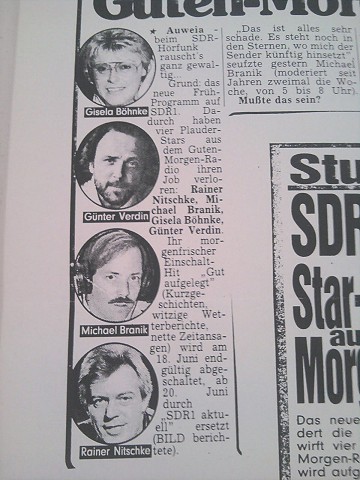 Guten-Mor
★ Auweia -
beim SDR-
Hörfunk
rauscht's
ganz gewal-
tig...
Grund: das
neue Früh-
Programm auf
SDR1. Da-
durch haben
vier Plauder-
Stars aus
dem Guten-
Morgen-Ra-
dio ihren
Job verlo-
ren: Rainer
Nitschke, Mi-
chael Branik,
Gisela Böhnke,
Günter Verdin.
Ihr mor-
genfrischer
Einschalt-
Hit „Gut
aufgelegt"
(Kurzge-
schichten,
witzige Wet-
terberichte,
nette Zeitansa-
gen) wird am
18. Juni end-
gültig abge-
schaltet, ab
20. Juni
durch
„SDR1 aktu-
ell" ersetzt
(BILD berich-
tete).
Gisela Böhnke
Günter Verdin
Michael Branik
Rainer Nitschke
„Das ist alles sehr
schade. Es steht noch in
den Sternen, wo mich der
Sender künftig hinsetzt"
seufzte gestern Michael
Branik (moderiert seit
Jahren zweimal die Wo-
che, von 5 bis 8 Uhr).
Mußte das sein?
Stu
SDR
Star-
au
Morg
Das neue
dert die
wirft vier
Morgen-R
wird aufg